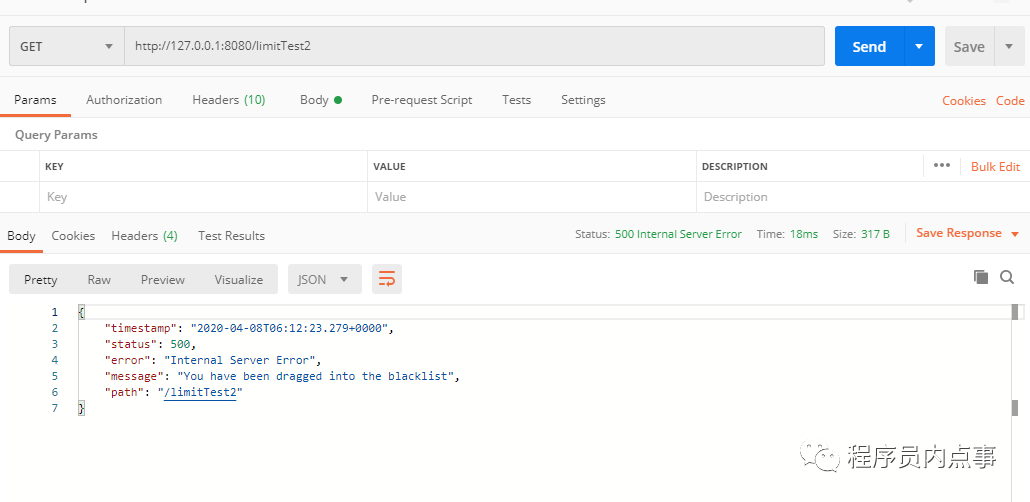 GET http://127.0.0.1:8080/limitTest2 Send Save
Params Authorization Headers (10) Body Pre-request Script Tests Settings Cookies Code
Query Params
KEY VALUE DESCRIPTION ••• Bulk Edit
Key Value Description
Body Cookies Headers (4) Test Results Status: 500 Internal Server Error Time: 18ms Size: 317 B Save Response
Pretty Raw Preview Visualize JSON
1 {
2 "timestamp": "2020-04-08T06:12:23.279+0000",
3 "status": 500,
4 "error": "Internal Server Error",
5 "message": "You have been dragged into the blacklist",
6 "path": "/limitTest2"
7 }
程序员内点事